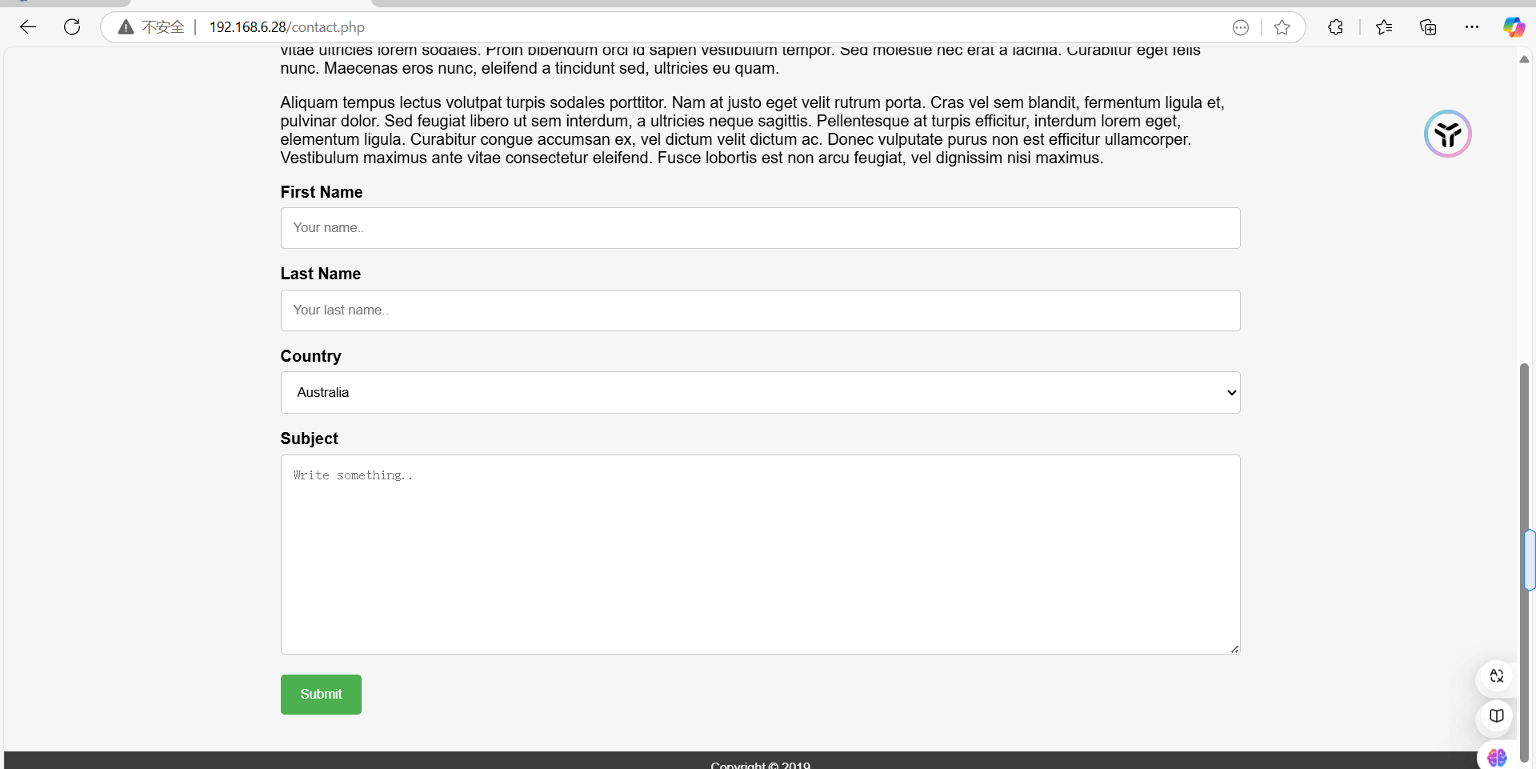 不安全 192.168.6.28/contact.php
vitae ultricies lorem sodales. Proin bibendum orci id sapien vestibulum tempor. Sed molestie nec erat a lacinia. Curabitur eget felis
nunc. Maecenas eros nunc, eleifend a tincidunt sed, ultricies eu quam.
Aliquam tempus lectus volutpat turpis sodales porttitor. Nam at justo eget velit rutrum porta. Cras vel sem blandit, fermentum ligula et,
pulvinar dolor. Sed feugiat libero ut sem interdum, a ultricies neque sagittis. Pellentesque at turpis efficitur, interdum lorem eget,
elementum ligula. Curabitur congue accumsan ex, vel dictum velit dictum ac. Donec vulputate purus non est efficitur ullamcorper.
Vestibulum maximus ante vitae consectetur eleifend. Fusce lobortis est non arcu feugiat, vel dignissim nisi maximus.
First Name
Your name..
Last Name
Your last name..
Country
Australia
Subject
Write something..
Submit
Copyright © 2019